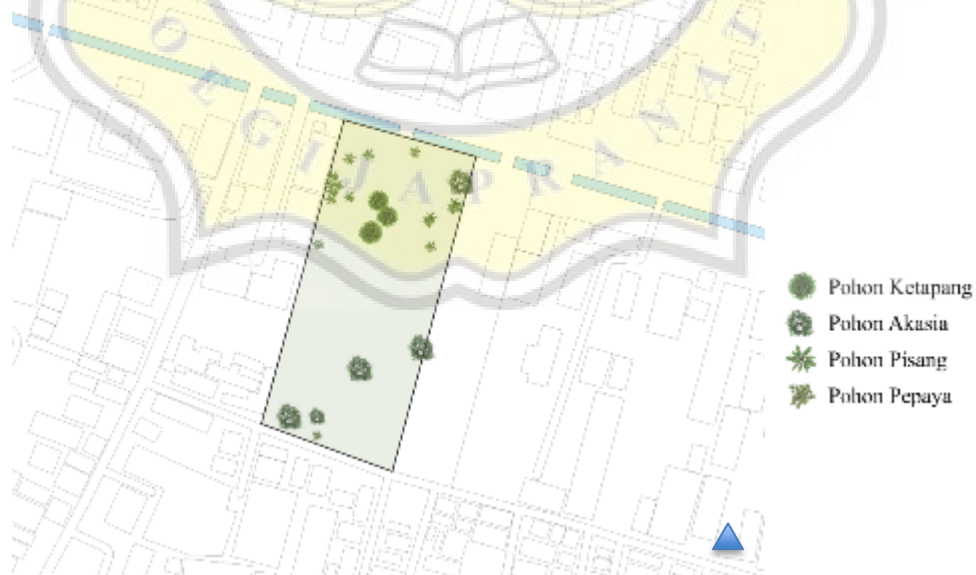 O E G I J A P R A N A T
Pohon Ketapang
Pohon Akasia
Pohon Pisang
Pohon Pepaya